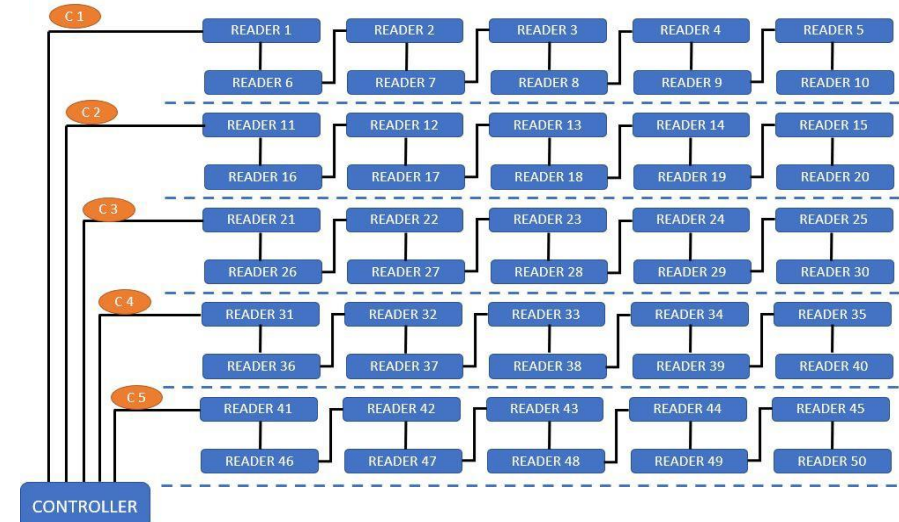 C 1
READER 1 READER 2 READER 3 READER 4 READER 5
READER 6 READER 7 READER 8 READER 9 READER 10
C 2
READER 11 READER 12 READER 13 READER 14 READER 15
READER 16 READER 17 READER 18 READER 19 READER 20
C 3
READER 21 READER 22 READER 23 READER 24 READER 25
READER 26 READER 27 READER 28 READER 29 READER 30
C 4
READER 31 READER 32 READER 33 READER 34 READER 35
READER 36 READER 37 READER 38 READER 39 READER 40
C 5
READER 41 READER 42 READER 43 READER 44 READER 45
READER 46 READER 47 READER 48 READER 49 READER 50
CONTROLLER